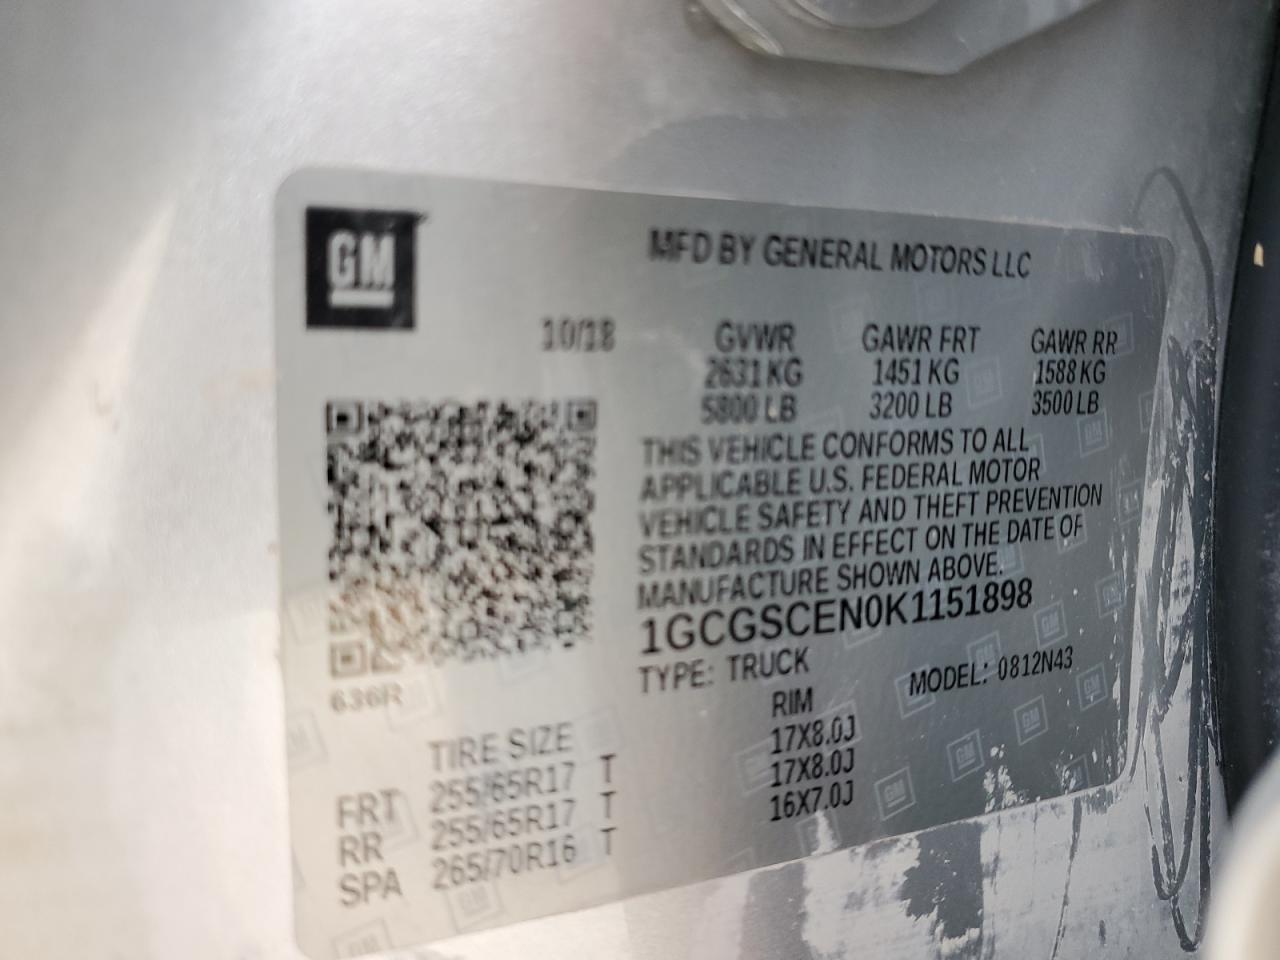 GM
MFD BY GENERAL MOTORS LLC
10/18 GVWR GAWR FRT GAWR RR
2631 KG 1451 KG 1588 KG
5800 LB 3200 LB 3500 LB
THIS VEHICLE CONFORMS TO ALL
APPLICABLE U.S. FEDERAL MOTOR
VEHICLE SAFETY AND THEFT PREVENTION
STANDARDS IN EFFECT ON THE DATE OF
MANUFACTURE SHOWN ABOVE.
1GCGSCEN0K1151898
TYPE: TRUCK MODEL: 0812N43
636R
TIRE SIZE RIM
FRT 255/65R17 T 17X8.0J
RR 255/65R17 T 17X8.0J
SPA 265/70R16 T 16X7.0J